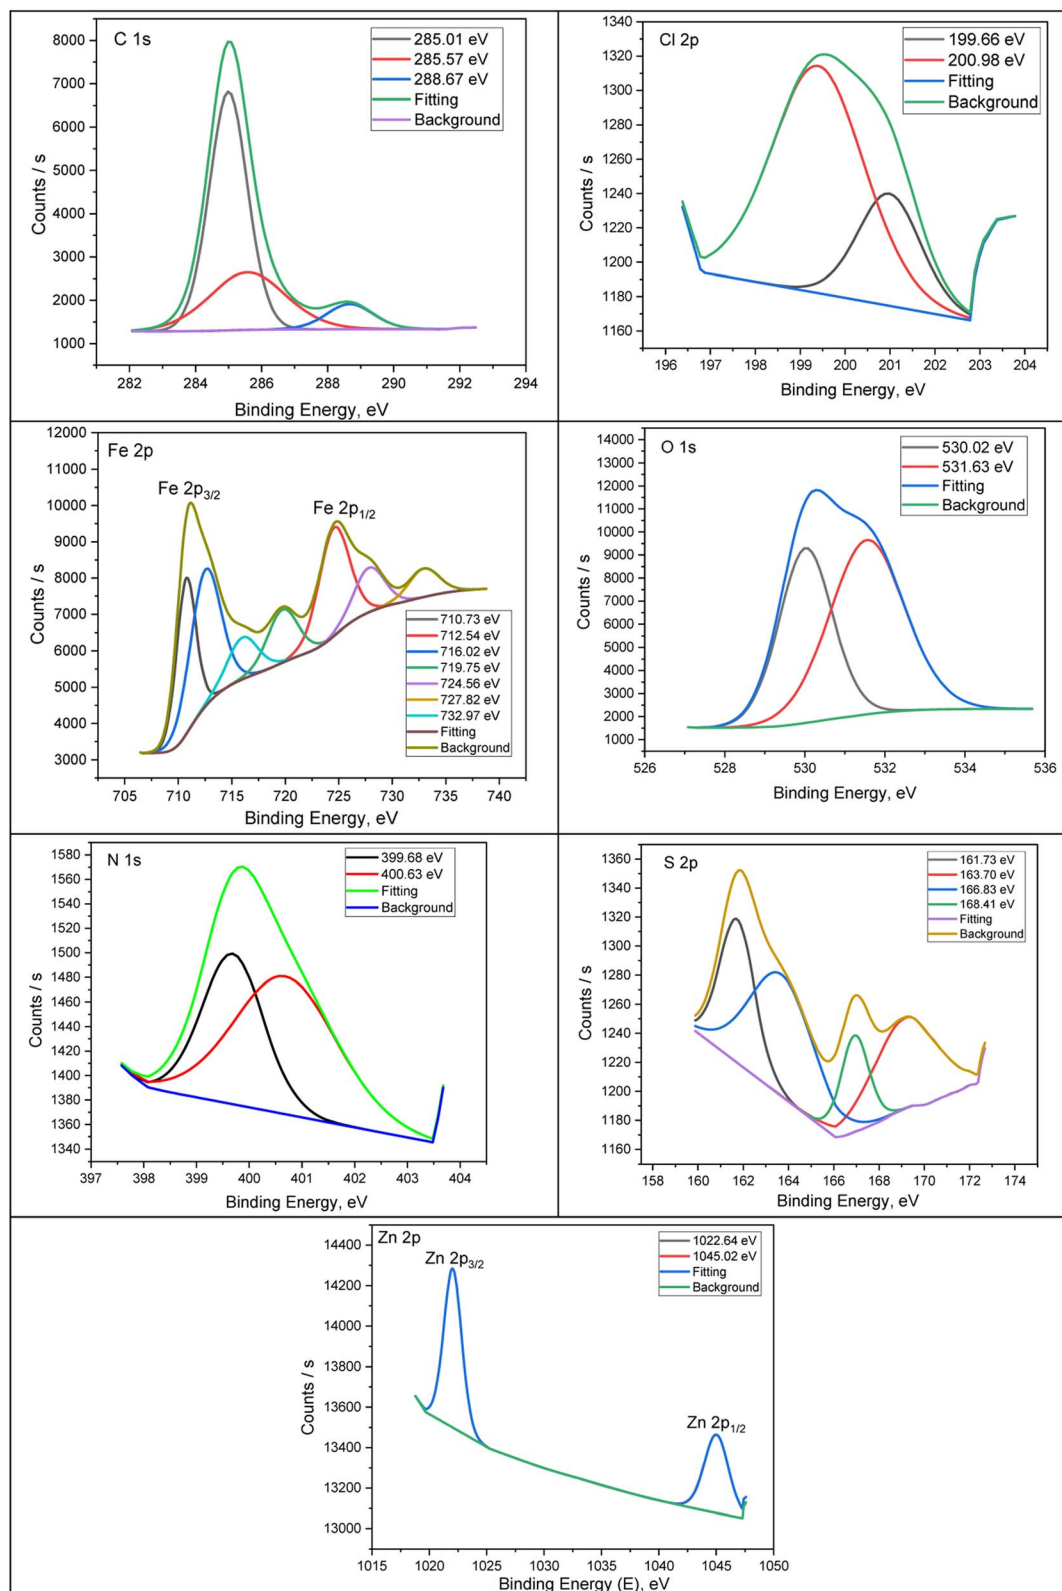 C 1s
285.01 eV
285.57 eV
288.67 eV
Fitting
Background
8000
7000
6000
5000
4000
3000
2000
1000
Counts / s
282 284 286 288 290 292 294
Binding Energy, eV
Cl 2p
199.66 eV
200.98 eV
Fitting
Background
1340
1320
1300
1280
1260
1240
1220
1200
1180
1160
Counts / s
196 197 198 199 200 201 202 203 204
Binding Energy, eV
Fe 2p
Fe 2p3/2
Fe 2p1/2
12000
11000
10000
9000
8000
7000
6000
5000
4000
3000
Counts / s
710.73 eV
712.54 eV
716.02 eV
719.75 eV
724.56 eV
727.82 eV
732.97 eV
Fitting
Background
705 710 715 720 725 730 735 740
Binding Energy, eV
O 1s
530.02 eV
531.63 eV
Fitting
Background
14000
13000
12000
11000
10000
9000
8000
7000
6000
5000
4000
3000
2000
1000
Counts / s
526 528 530 532 534 536
Binding Energy, eV
N 1s
399.68 eV
400.63 eV
Fitting
Background
1580
1560
1540
1520
1500
1480
1460
1440
1420
1400
1380
1360
1340
Counts / s
397 398 399 400 401 402 403 404
Binding Energy, eV
S 2p
161.73 eV
163.70 eV
166.83 eV
168.41 eV
Fitting
Background
1360
1340
1320
1300
1280
1260
1240
1220
1200
1180
1160
Counts / s
158 160 162 164 166 168 170 172 174
Binding Energy, eV
Zn 2p
Zn 2p3/2
Zn 2p1/2
1022.64 eV
1045.02 eV
Fitting
Background
14400
14200
14000
13800
13600
13400
13200
13000
Counts / s
1015 1020 1025 1030 1035 1040 1045 1050
Binding Energy (E), eV